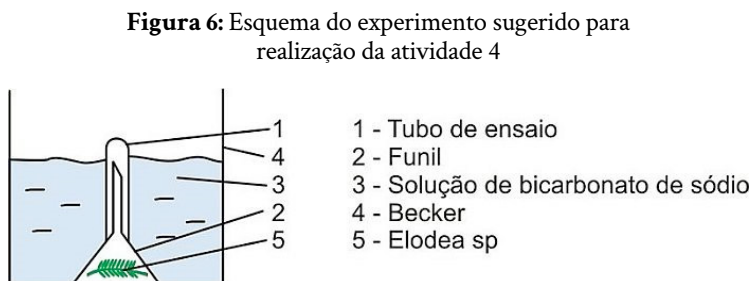 Figura 6: Esquema do experimento sugerido para
realização da atividade 4
1
4
3
2
5
1 - Tubo de ensaio
2 - Funil
3 - Solução de bicarbonato de sódio
4 - Becker
5 - Elodea sp